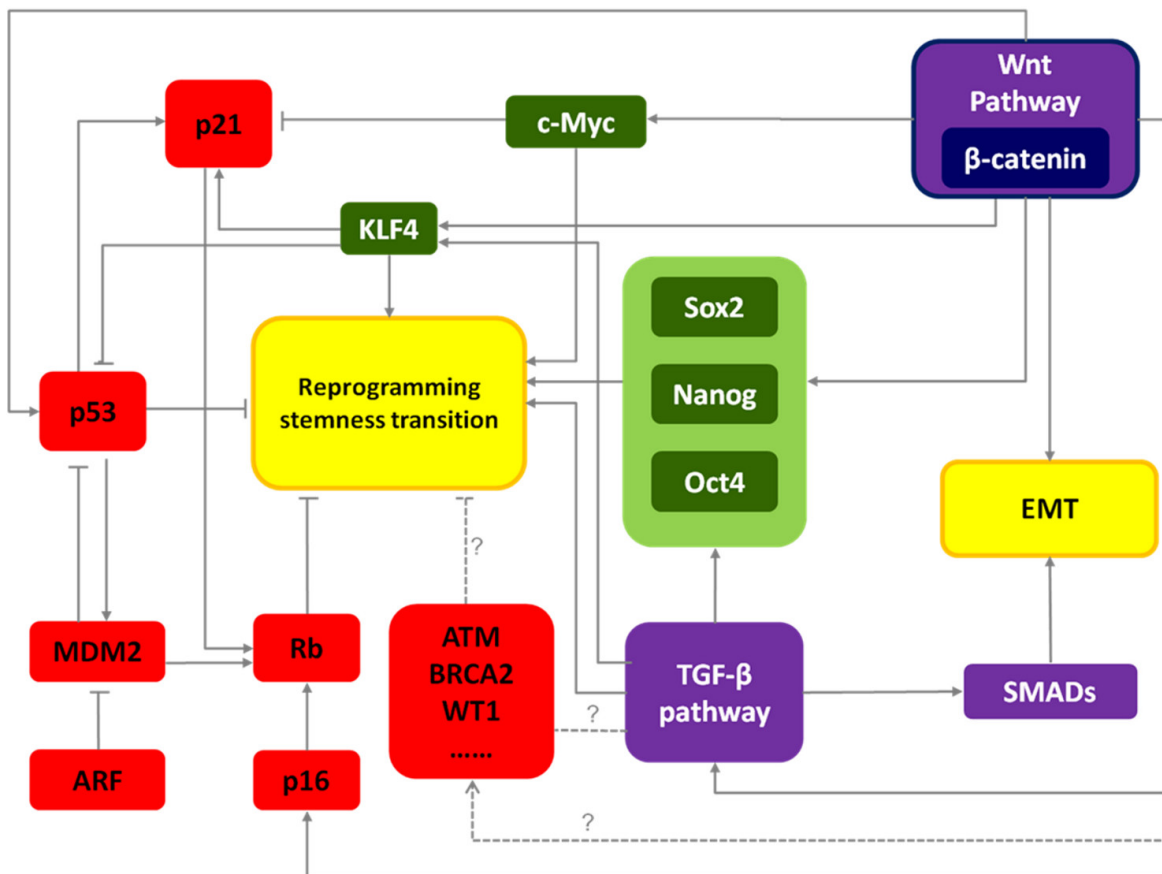 Wnt
Pathway
β-catenin
p21
c-Myc
KLF4
Sox2
Nanog
Oct4
Reprogramming
stemness transition
p53
EMT
?
MDM2
Rb
ATM
BRCA2
WT1
......
?
TGF-β
pathway
SMADs
ARF
p16
?